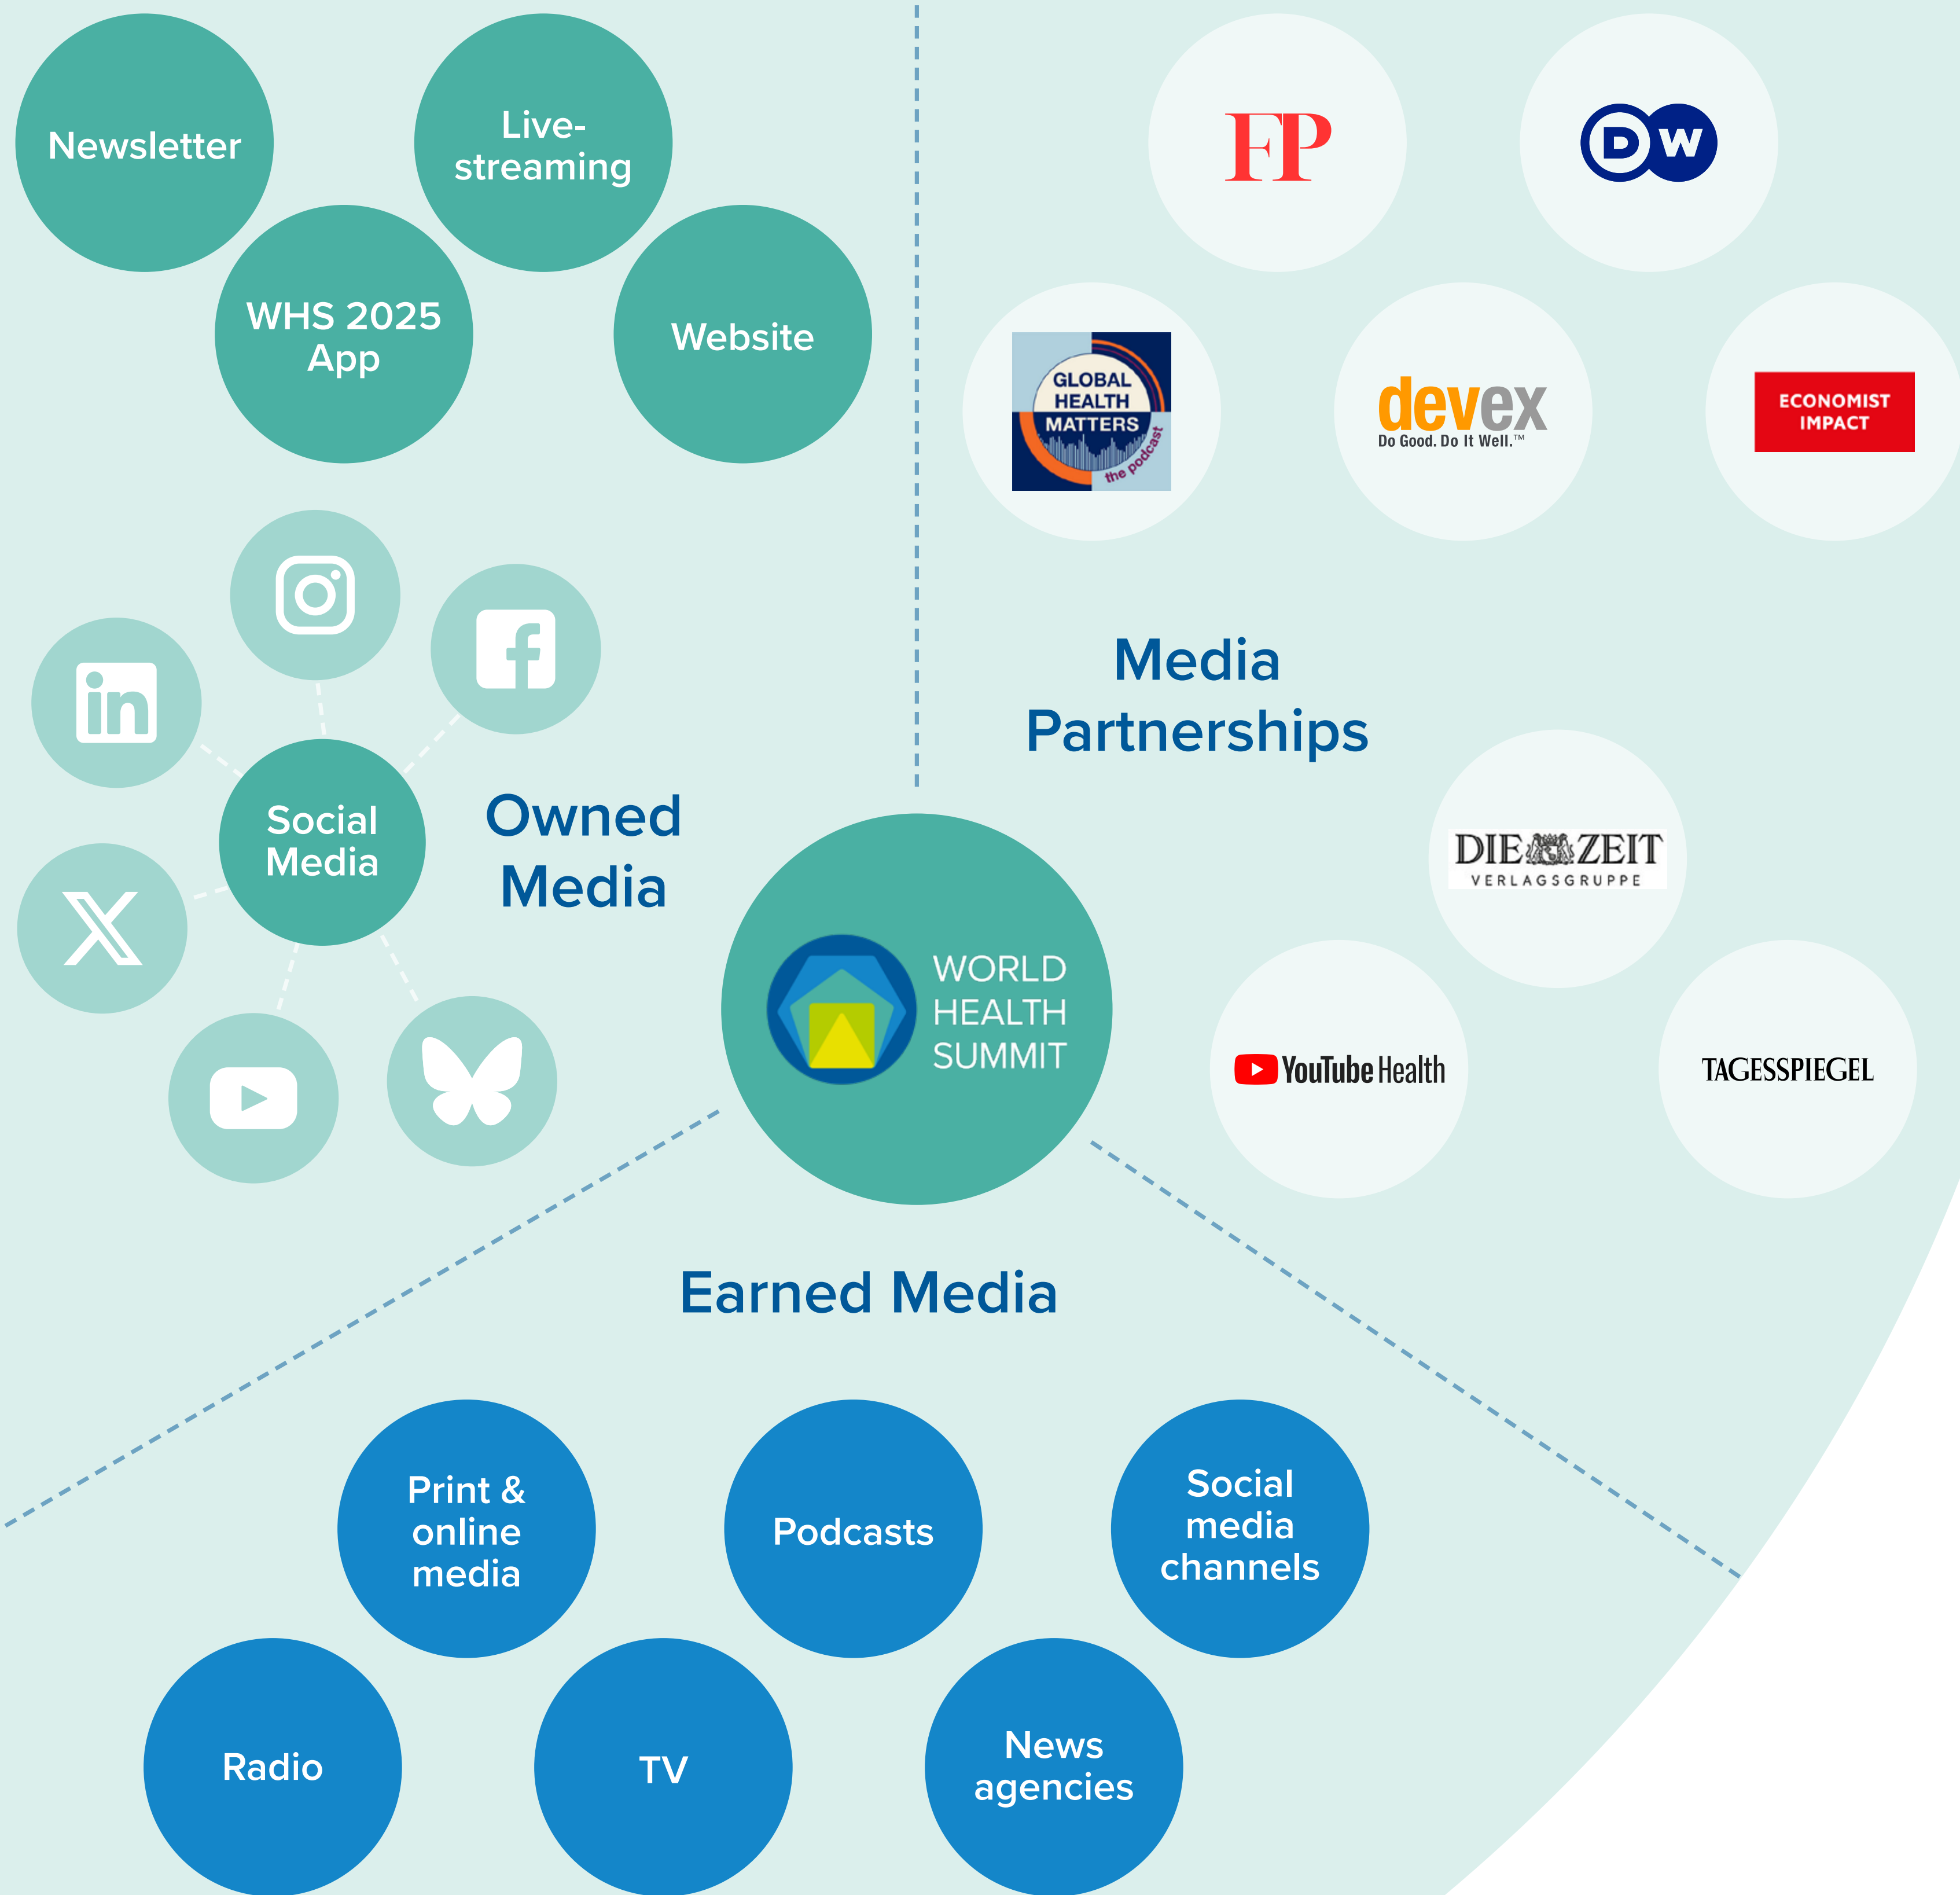 Newsletter
Live-
streaming
WHS 2025
App
Website
in
f
X
Social
Media
Owned
Media
FP
DW
GLOBAL
HEALTH
MATTERS
the podcast
devex
Do Good. Do It Well.™
ECONOMIST
IMPACT
Media
Partnerships
DIE ZEIT
VERLAGSGRUPPE
YouTube Health
TAGESSPIEGEL
WORLD
HEALTH
SUMMIT
Earned Media
Print &
online
media
Podcasts
Social
media
channels
Radio
TV
News
agencies